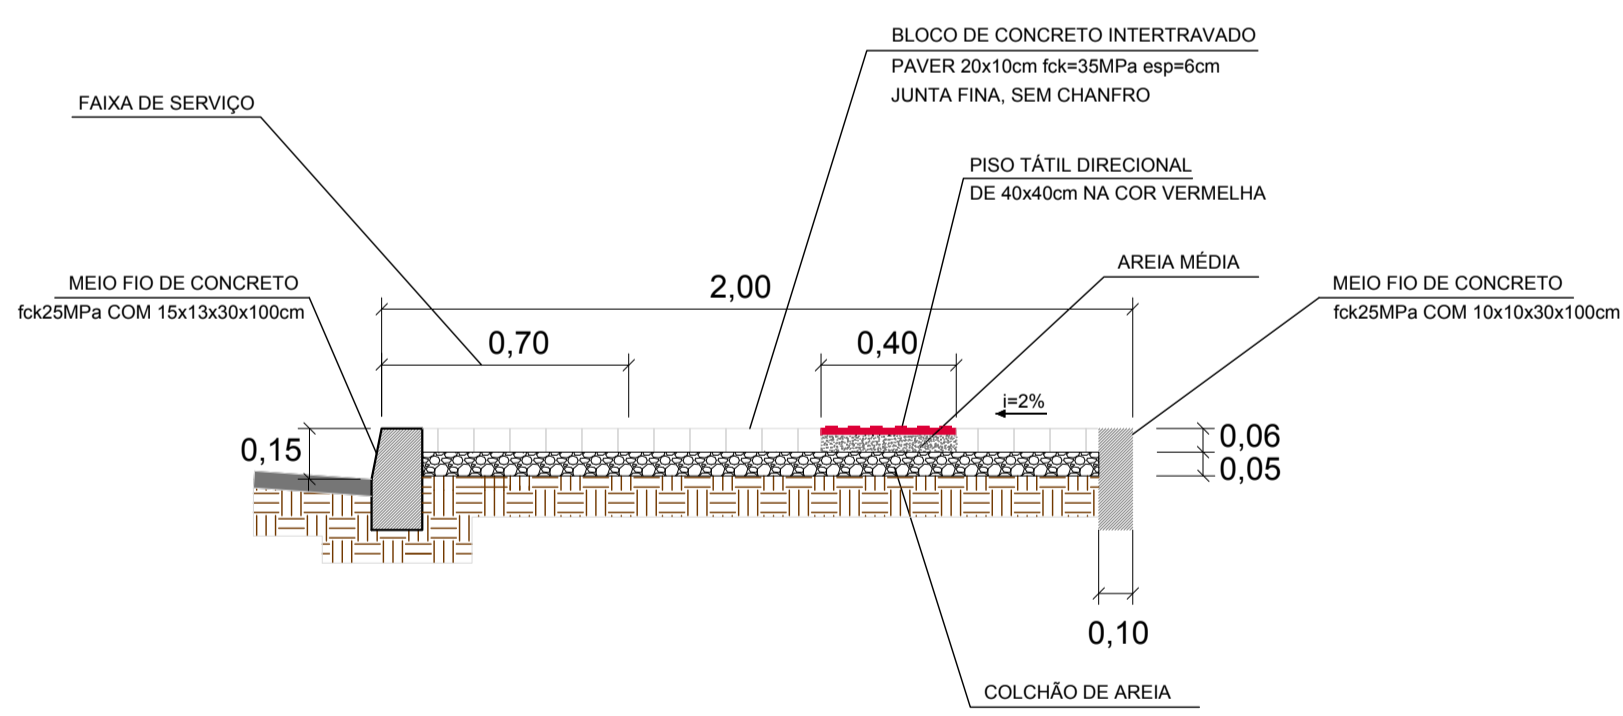 BLOCO DE CONCRETO INTERTRAVADO
PAVER 20x10cm fck=35MPa esp=6cm
JUNTA FINA, SEM CHANFRO
FAIXA DE SERVIÇO
PISO TÁTIL DIRECIONAL
DE 40x40cm NA COR VERMELHA
AREIA MÉDIA
MEIO FIO DE CONCRETO
fck25MPa COM 15x13x30x100cm
2,00
MEIO FIO DE CONCRETO
fck25MPa COM 10x10x30x100cm
0,70
0,40
i=2%
0,15
0,06
0,05
0,10
COLCHÃO DE AREIA